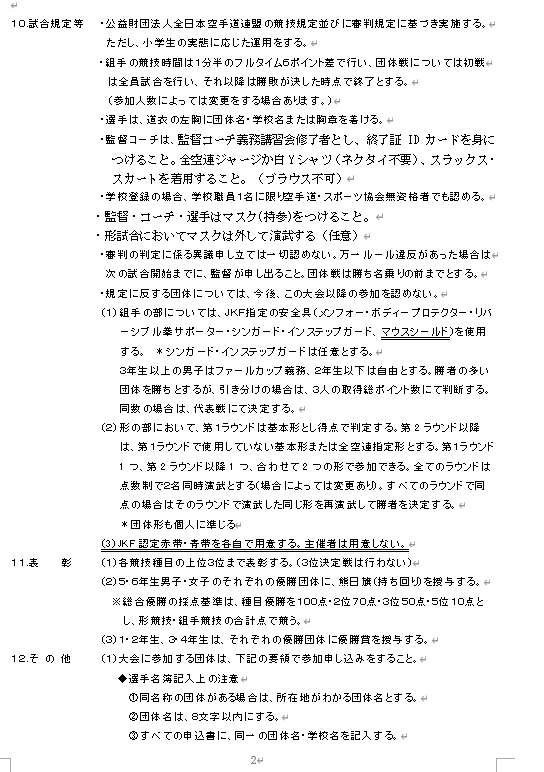 10.試合規定等　・公益財団法人全日本空手道連盟の競技規定並びに審判規定に基づき実施する。
ただし、小学生の実態に応じた運用をする。
・組手の競技時間は1分半のフルタイム6ポイント差で行い、団体戦については初戦
は全員試合を行い、それ以降は勝敗が決した時点で終了とする。
（参加人数によっては変更をする場合あります。）
・選手は、道衣の左胸に団体名・学校名または胸章を着ける。
・監督コーチは、監督コーチ義務講習会修了者とし、終了証 ID カードを身に
つけること。全空連ジャージか白Yシャツ（ネクタイ不要）、スラックス・
スカートを着用すること。（ブラウス不可）
・学校登録の場合、学校職員1名に限り空手道・スポーツ協会無資格者でも認める。
・監督・コーチ・選手はマスク(持参)をつけること。
・形試合においてマスクは外して演武する（任意）
・審判の判定に係る異議申し立ては一切認めない。万一ルール違反があった場合は
次の試合開始までに、監督が申し出ること。団体戦は勝ち名乗りの前までとする。
・規定に反する団体については、今後、この大会以降の参加を認めない。
(1)組手の部については、JKF指定の安全具(メンフォー・ボディープロテクター・リバ
ーシブル拳サポーター・シンガード・インステップガード、マウスシールド)を使用
する。　＊シンガード・インステップガードは任意とする。
3年生以上の男子はファールカップ義務、2年生以下は自由とする。勝者の多い
団体を勝ちとするが、引き分けの場合は、3人の取得総ポイント数にて判断する。
同数の場合は、代表戦にて決定する。
(2)形の部において、第1ラウンドは基本形とし得点で判定する。第２ラウンド以降
は、第1ラウンドで使用していない基本形または全空連指定形とする。第1ラウンド
1 つ、第２ラウンド以降1 つ、合わせて２つの形で参加できる。全てのラウンドは
点数制で2名同時演武とする(場合によっては変更あり)。すべてのラウンドで同
点の場合はそのラウンドで演武した同じ形を再演武して勝者を決定する。
＊団体形も個人に準じる
(3)JKF認定赤帯・青帯を各自で用意する。主催者は用意しない。
11.表　　彰　(1)各競技種目の上位3位まで表彰する。(3位決定戦は行わない)
(2)5・6年生男子・女子のそれぞれの優勝団体に、熊日旗(持ち回り)を授与する。
※総合優勝の採点基準は、種目優勝を100点・2位70点・3位50点・5位10点と
し、形競技・組手競技の合計点で競う。
(3)1・2年生、3・4年生は、それぞれの優勝団体に優勝賞を授与する。
12.そ の 他　(1)大会に参加する団体は、下記の要領で参加申し込みをすること。
◆選手名簿記入上の注意
①同名称の団体がある場合は、所在地がわかる団体名とする。
②団体名は、8文字以内にする。
③すべての申込書に、同一の団体名・学校名を記入する。
2